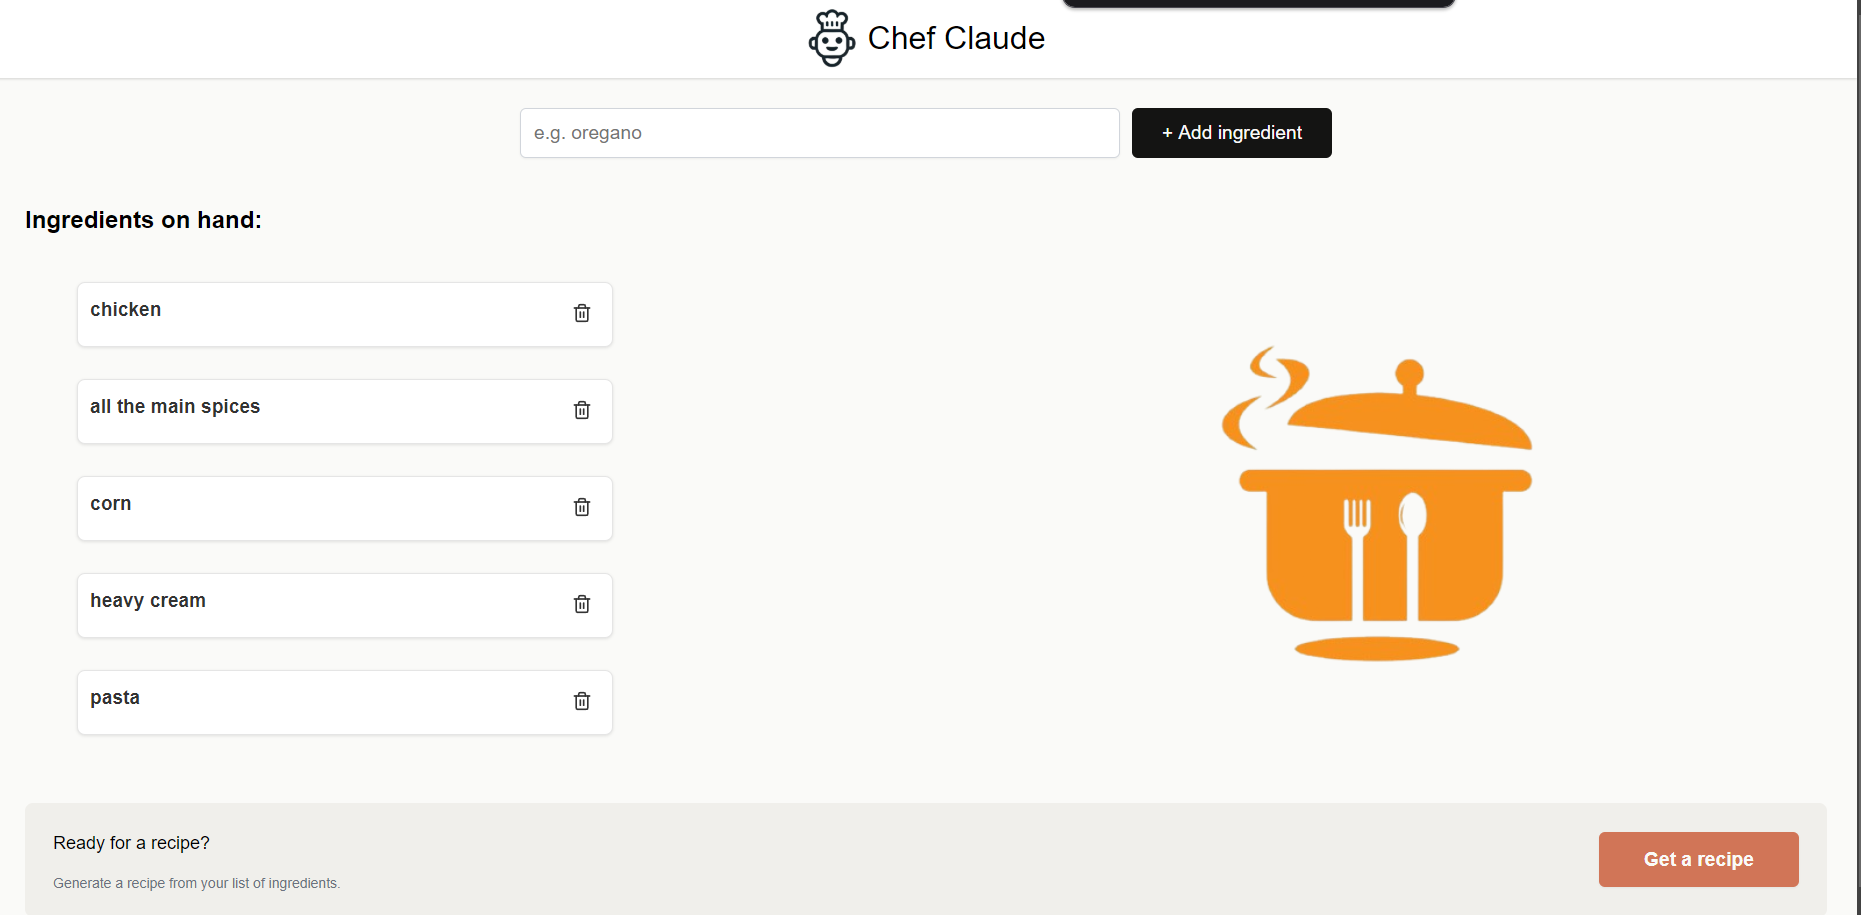 Chef Claude
e.g. oregano
+ Add ingredient
Ingredients on hand:
chicken
all the main spices
corn
heavy cream
pasta
Ready for a recipe?
Generate a recipe from your list of ingredients.
Get a recipe